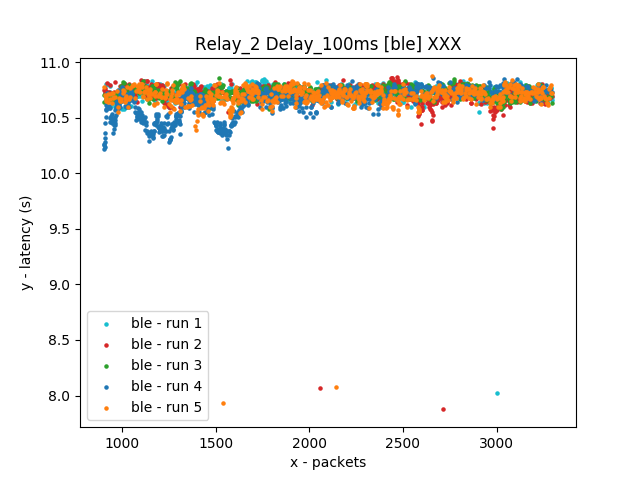 Relay_2 Delay_100ms [ble] XXX
y - latency (s)
11.0
10.5
10.0
9.5
9.0
8.5
8.0
ble - run 1
ble - run 2
ble - run 3
ble - run 4
ble - run 5
1000 1500 2000 2500 3000
x - packets